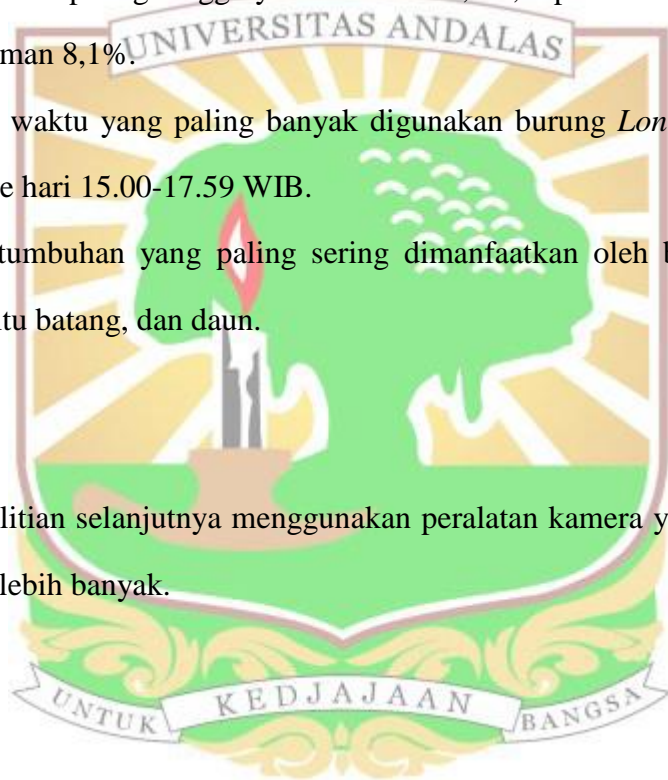 UNIVERSITAS ANDALAS
man 8,1%.
waktu yang paling banyak digunakan burung Lon
e hari 15.00-17.59 WIB.
tumbuhan yang paling sering dimanfaatkan oleh b
tu batang, dan daun.
litian selanjutnya menggunakan peralatan kamera y
lebih banyak.
UNTUK KEDJAJAAN BANGSA